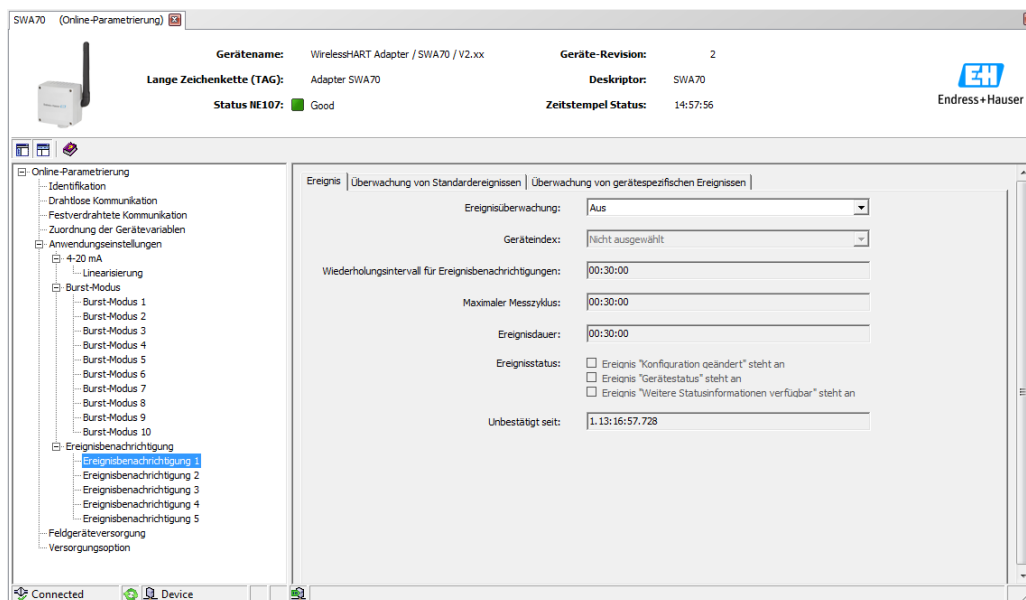 SWA70 (Online-Parametrierung)
Gerätename: WirelessHART Adapter / SWA70 / V2.xx Geräte-Revision: 2
Lange Zeichenkette (TAG): Adapter SWA70 Deskriptor: SWA70
Status NE107: Good Zeitstempel Status: 14:57:56
EH
Endress+Hauser
Online-Parametrierung
Identifikation
Drahtlose Kommunikation
Festverdrahtete Kommunikation
Zuordnung der Gerätevariablen
Anwendungseinstellungen
4-20 mA
Linearisierung
Burst-Modus
Burst-Modus 1
Burst-Modus 2
Burst-Modus 3
Burst-Modus 4
Burst-Modus 5
Burst-Modus 6
Burst-Modus 7
Burst-Modus 8
Burst-Modus 9
Burst-Modus 10
Ereignisbenachrichtigung
Ereignisbenachrichtigung 1
Ereignisbenachrichtigung 2
Ereignisbenachrichtigung 3
Ereignisbenachrichtigung 4
Ereignisbenachrichtigung 5
Feldgeräteversorgung
Versorgungsoption
Ereignis Überwachung von Standardereignissen Überwachung von gerätespezifischen Ereignissen
Ereignisüberwachung: Aus
Geräteindex: Nicht ausgewählt
Wiederholungsintervall für Ereignisbenachrichtigungen: 00:30:00
Maximaler Messzyklus: 00:30:00
Ereignisdauer: 00:30:00
Ereignisstatus: Ereignis "Konfiguration geändert" steht an
Ereignis "Gerätestatus" steht an
Ereignis "Weitere Statusinformationen verfügbar" steht an
Unbestätigt seit: 1.13:16:57.728
Connected Device